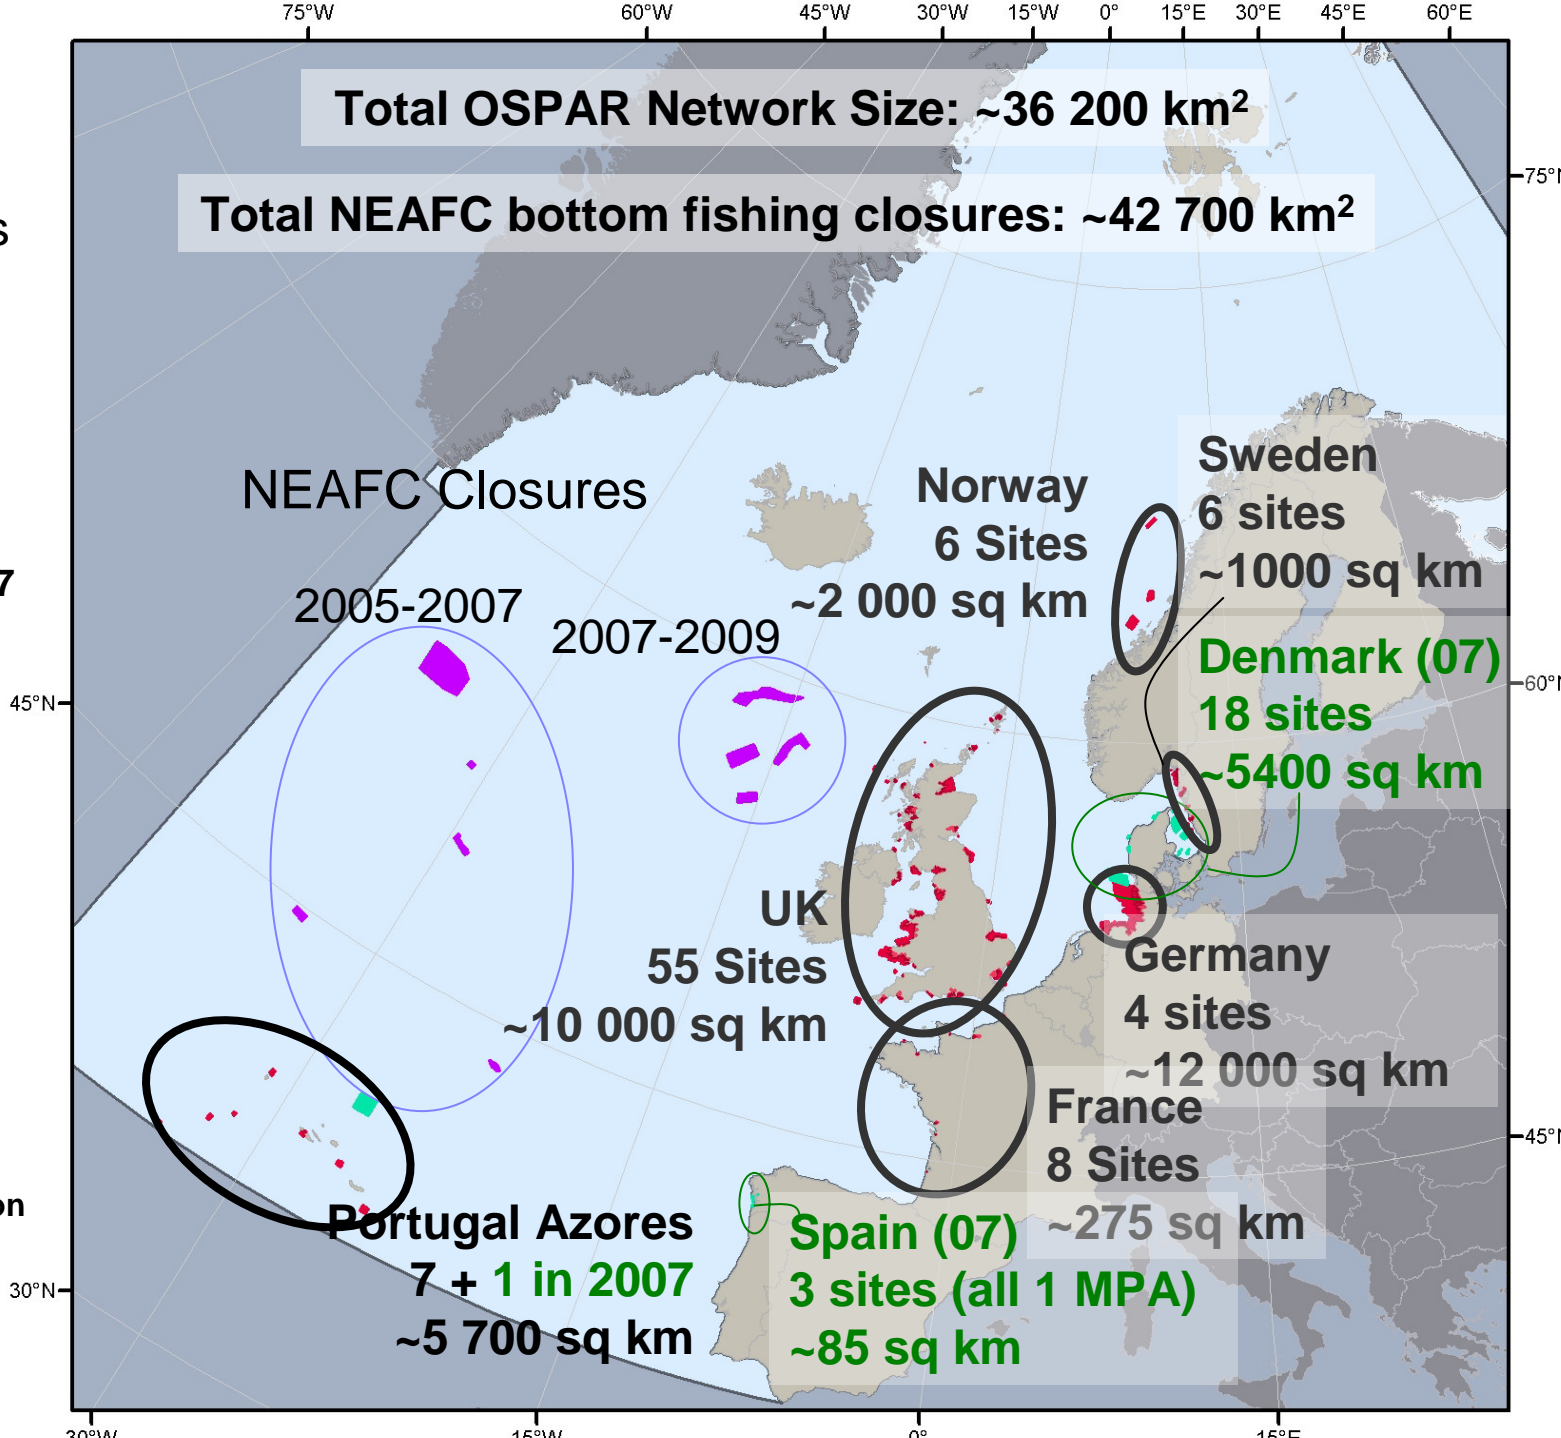 75°W 60°W 45°W 30°W 15°W 0° 15°E 30°E 45°E 60°E
Total OSPAR Network Size: ~36 200 km²
75°N
Total NEAFC bottom fishing closures: ~42 700 km²
s
NEAFC Closures
Norway
6 Sites
~2 000 sq km
Sweden
6 sites
~1000 sq km
7
2005-2007
2007-2009
Denmark (07)
18 sites
~5400 sq km
45°N
60°N
UK
55 Sites
~10 000 sq km
Germany
4 sites
~12 000 sq km
France
8 Sites
~275 sq km
45°N
on
Portugal Azores
7 + 1 in 2007
~5 700 sq km
Spain (07)
3 sites (all 1 MPA)
~85 sq km
30°N
30°W 15°W 0° 15°E